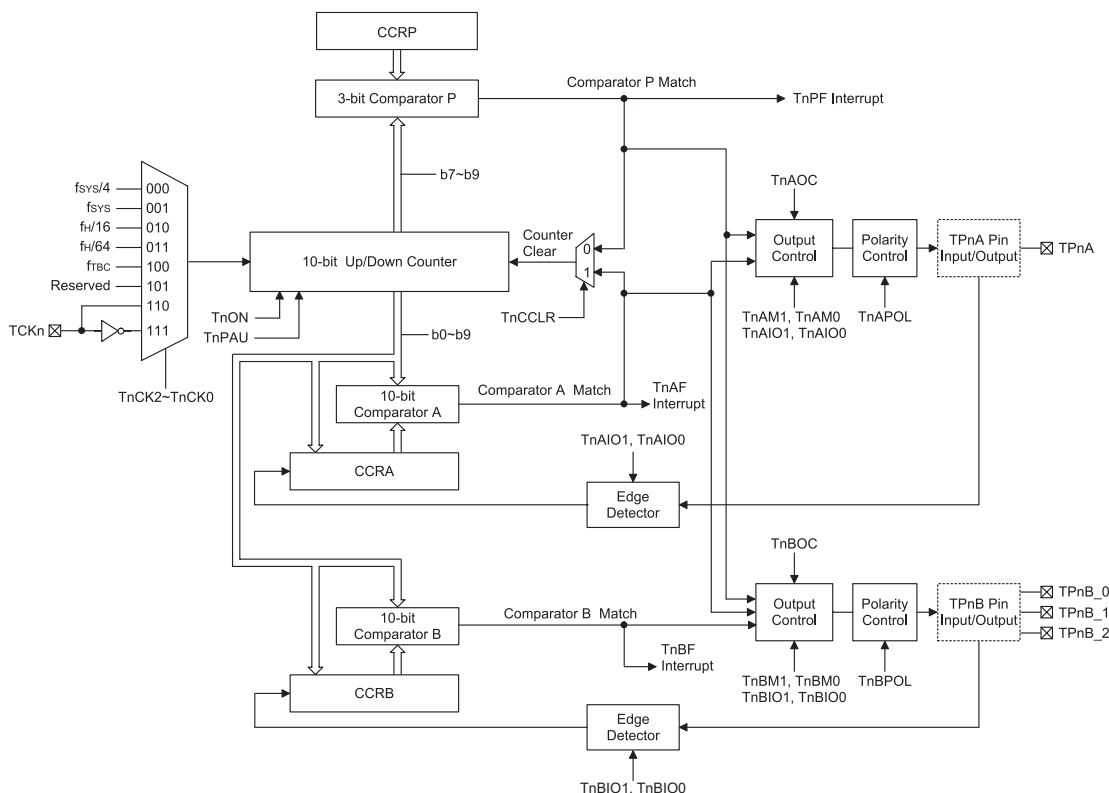 CCRP
3-bit Comparator P
Comparator P Match
TnPF Interrupt
b7~b9
fSYS/4
000
fSYS
001
fH/16
010
fH/64
011
fTBC
100
Reserved
101
110
TCKn
111
TnCK2~TnCK0
10-bit Up/Down Counter
TnON
TnPAU
Counter
Clear
0
1
TnCCLR
b0~b9
TnAOC
Output
Control
Polarity
Control
TPnA Pin
Input/Output
TPnA
TnAM1, TnAM0
TnAIO1, TnAIO0
TnAPOL
10-bit
Comparator A
Comparator A Match
TnAF
Interrupt
CCRA
TnAIO1, TnAIO0
Edge
Detector
TnBOC
10-bit
Comparator B
Comparator B Match
TnBF
Interrupt
Output
Control
Polarity
Control
TPnB Pin
Input/Output
TPnB_0
TPnB_1
TPnB_2
TnBM1, TnBM0
TnBIO1, TnBIO0
TnBPOL
CCRB
Edge
Detector
TnBIO1, TnBIO0